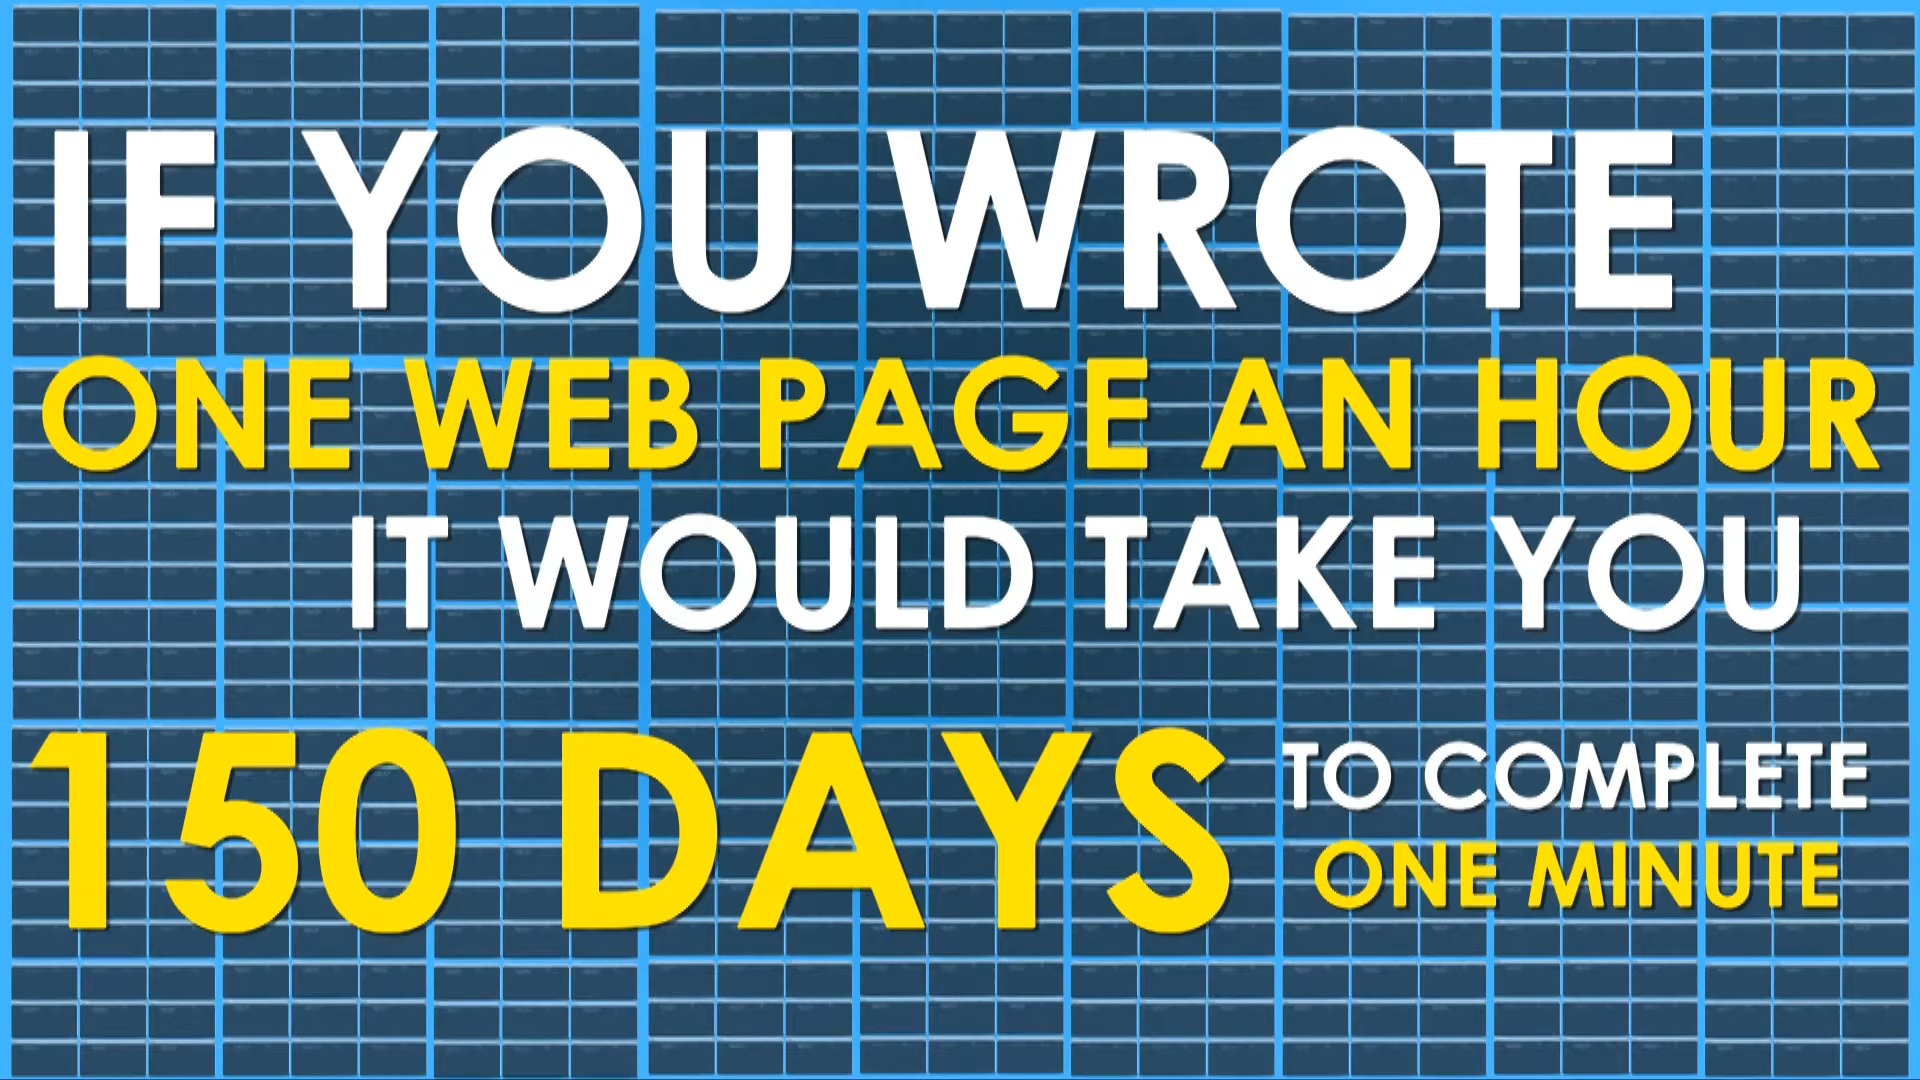 IF YOU WROTE
ONE WEB PAGE AN HOUR
IT WOULD TAKE YOU
150 DAYS
TO COMPLETE
ONE MINUTE